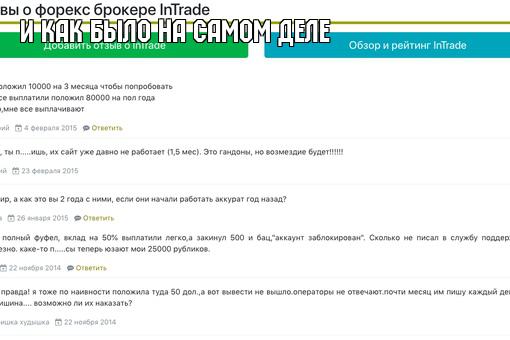 вы о форекс брокере InTrade
И КАК БЫЛО НА САМОМ ДЕЛЕ
Добавить отзыв о InTrade
Обзор и рейтинг InTrade
оложил 10000 на 3 месяца чтобы попробовать
се выплатили положил 80000 на пол года
о,мне все выплачивают
ий 4 февраля 2015 Ответить
, ты п.....ишь, их сайт уже давно не работает (1,5 мес). Это гандоны, но возмездие будет!!!!!!
ий 23 февраля 2015
ир, а как это вы 2 года с ними, если они начали работать аккурат год назад?
а 26 января 2015 Ответить
полный фуфел, вклад на 50% выплатили легко,а закинул 500 и бац,"аккаунт заблокирован". Сколько не писал в службу поддер
езно. каке-то п.....сы теперь юзают мои 25000 рубликов.
22 ноября 2014 Ответить
правда! я тоже по наивности положила туда 50 дол.,а вот вывести не вышло.операторы не отвечают.почти месяц им пишу каждый де
ишина.... возможно ли их наказать?
ишка.худышка 22 ноября 2014